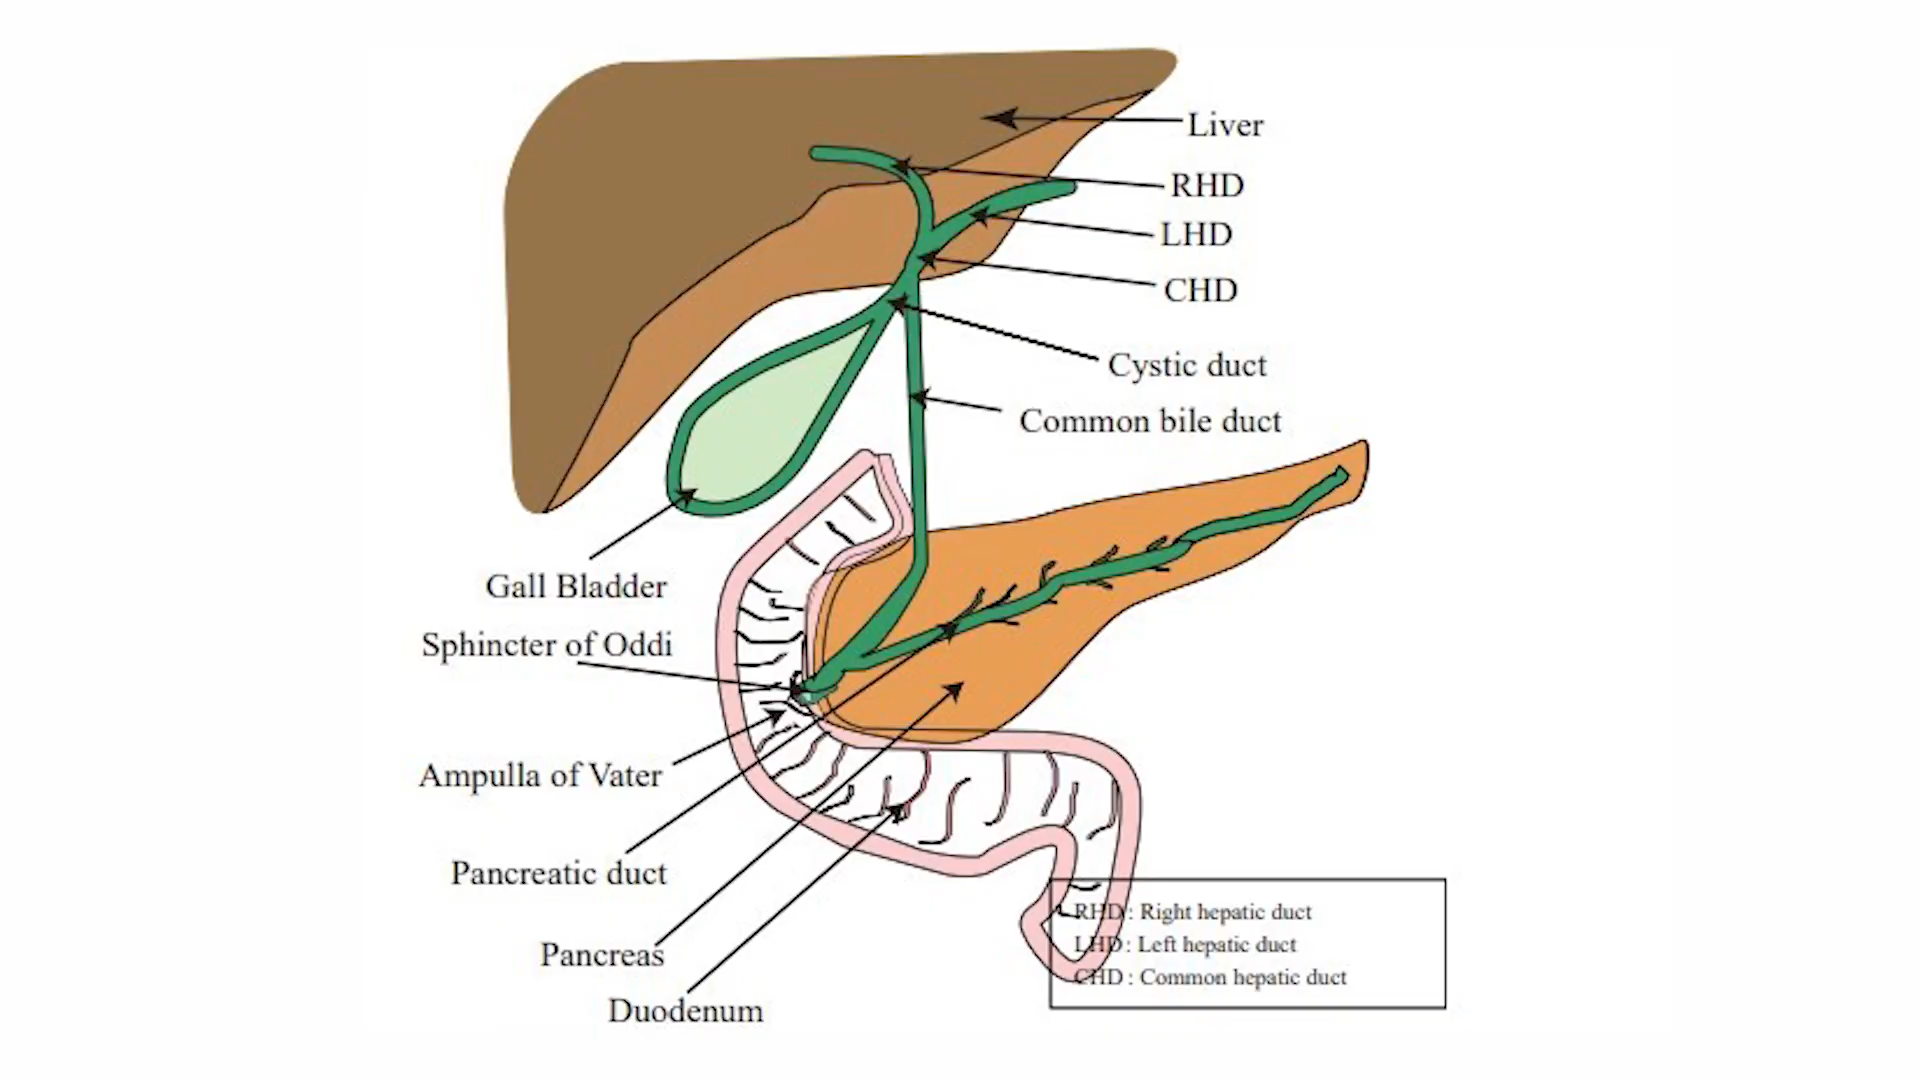 Liver
RHD
LHD
CHD
Cystic duct
Common bile duct
Gall Bladder
Sphincter of Oddi
Ampulla of Vater
Pancreatic duct
Pancreas
Duodenum
RHD : Right hepatic duct
LHD : Left hepatic duct
CHD : Common hepatic duct